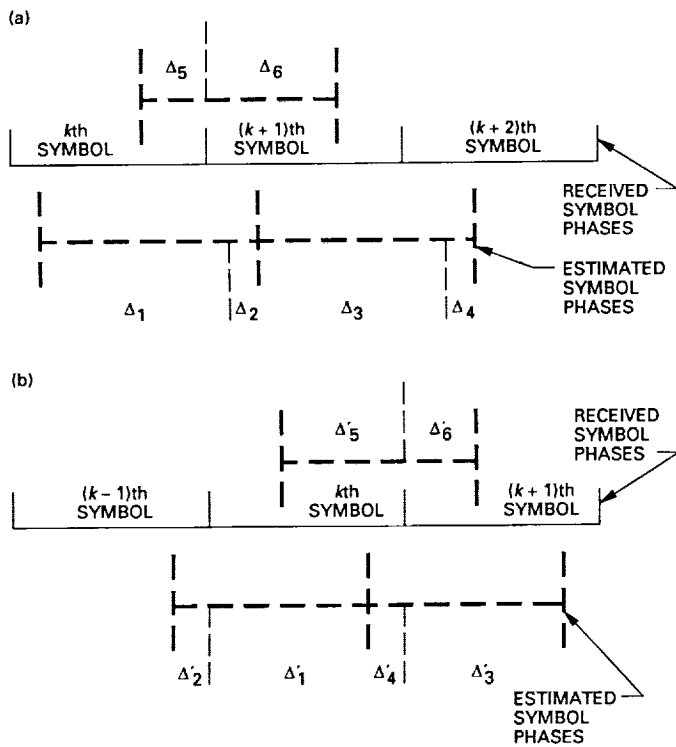 (a)
Δ5 Δ6
kth SYMBOL
(k + 1)th SYMBOL
(k + 2)th SYMBOL
RECEIVED
SYMBOL
PHASES
ESTIMATED
SYMBOL
PHASES
Δ1 Δ2 Δ3 Δ4
(b)
RECEIVED
SYMBOL
PHASES
Δ′5 Δ′6
(k – 1)th SYMBOL
kth SYMBOL
(k + 1)th SYMBOL
Δ′2 Δ′1 Δ′4 Δ′3
ESTIMATED
SYMBOL
PHASES